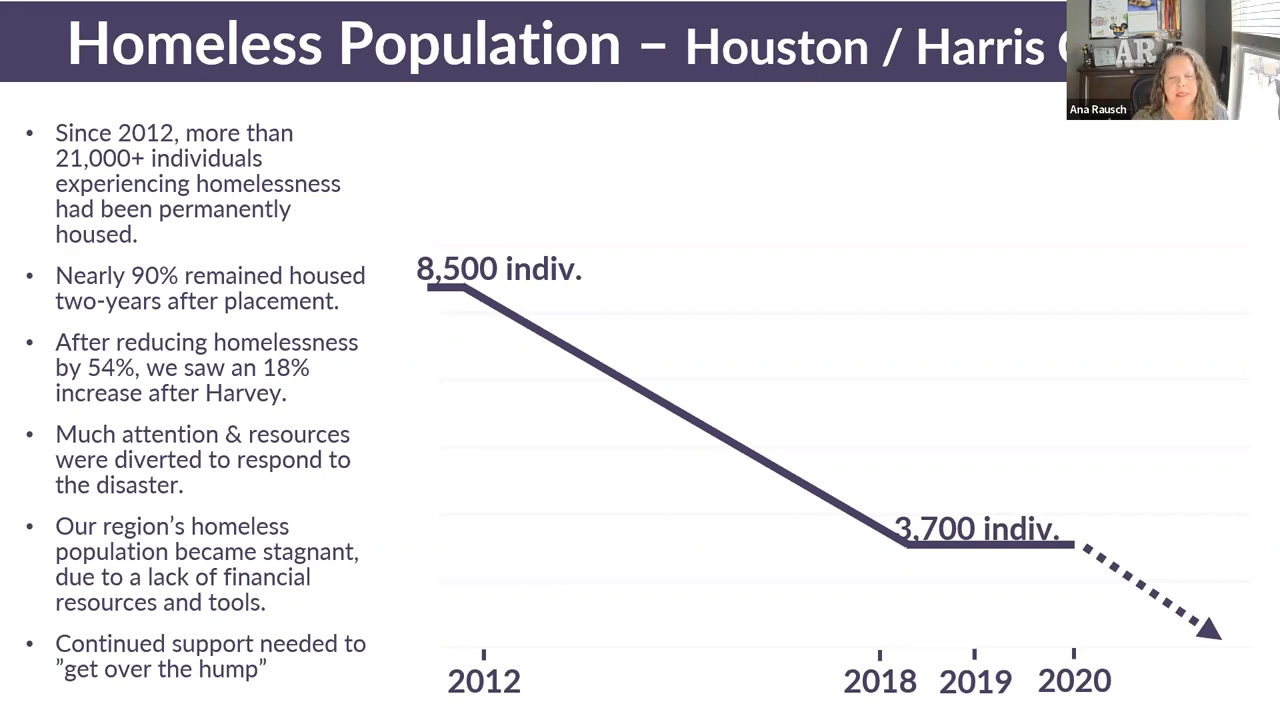 Homeless Population – Houston / Harris
AR
Ana Rausch
• Since 2012, more than
21,000+ individuals
experiencing homelessness
had been permanently
housed.
• Nearly 90% remained housed
two-years after placement.
• After reducing homelessness
by 54%, we saw an 18%
increase after Harvey.
• Much attention & resources
were diverted to respond to
the disaster.
• Our region’s homeless
population became stagnant,
due to a lack of financial
resources and tools.
• Continued support needed to
”get over the hump”
8,500 indiv.
3,700 indiv.
2012
2018
2019
2020